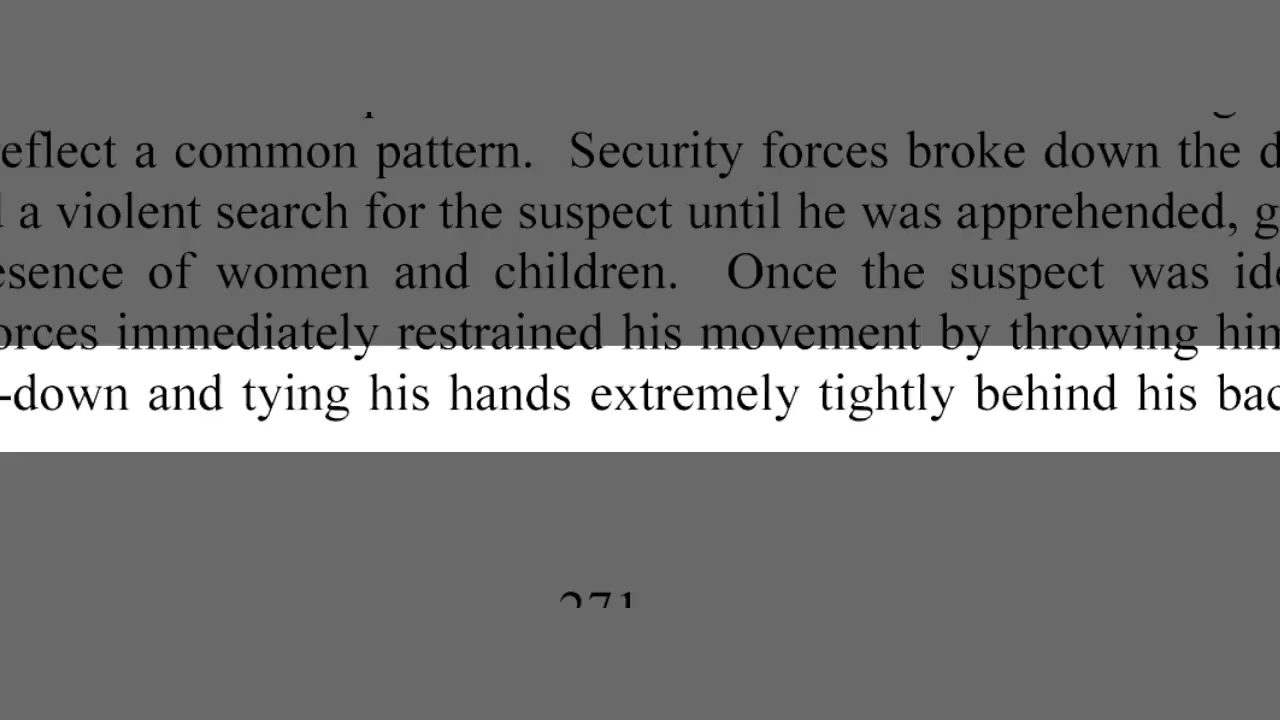 reflect a common pattern. Security forces broke down the
a violent search for the suspect until he was apprehended,
of women and children. Once the suspect was
immediately restrained his movement by throwing him
-down and tying his hands extremely tightly behind his
271